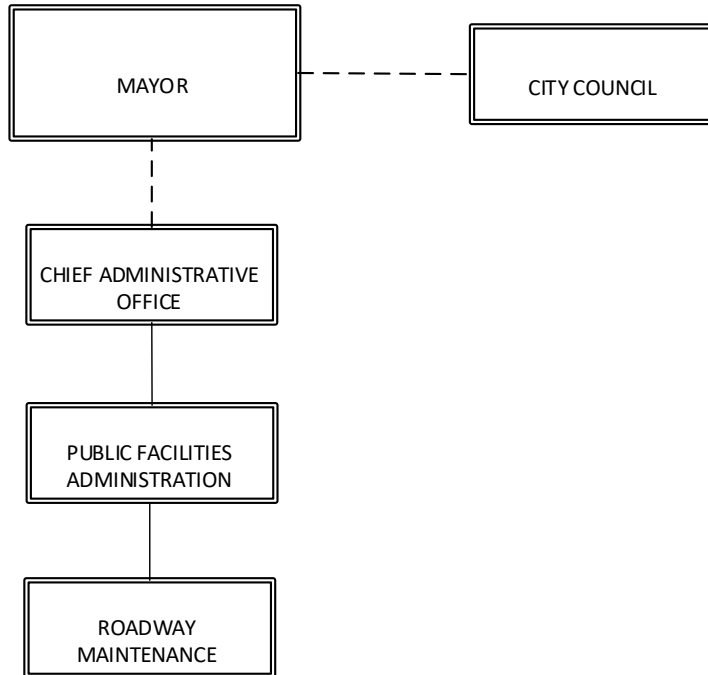 MAYOR
CITY COUNCIL
CHIEF ADMINISTRATIVE
OFFICE
PUBLIC FACILITIES
ADMINISTRATION
ROADWAY
MAINTENANCE